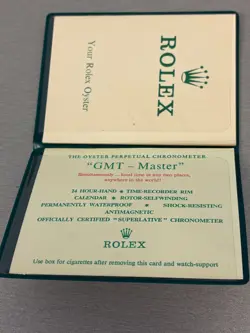 ROLEX
Your Rolex Oyster
THE OYSTER PERPETUAL CHRONOMETER
"GMT – Master"
Simultaneously ... local time in any two places,
anywhere in the world!
24 HOUR-HAND ★ TIME-RECORDER RIM
CALENDAR ★ ROTOR-SELFWINDING
PERMANENTLY WATERPROOF ★ SHOCK-RESISTING
ANTIMAGNETIC
OFFICIALLY CERTIFIED "SUPERLATIVE" CHRONOMETER
ROLEX
Use box for cigarettes after removing this card and watch-support